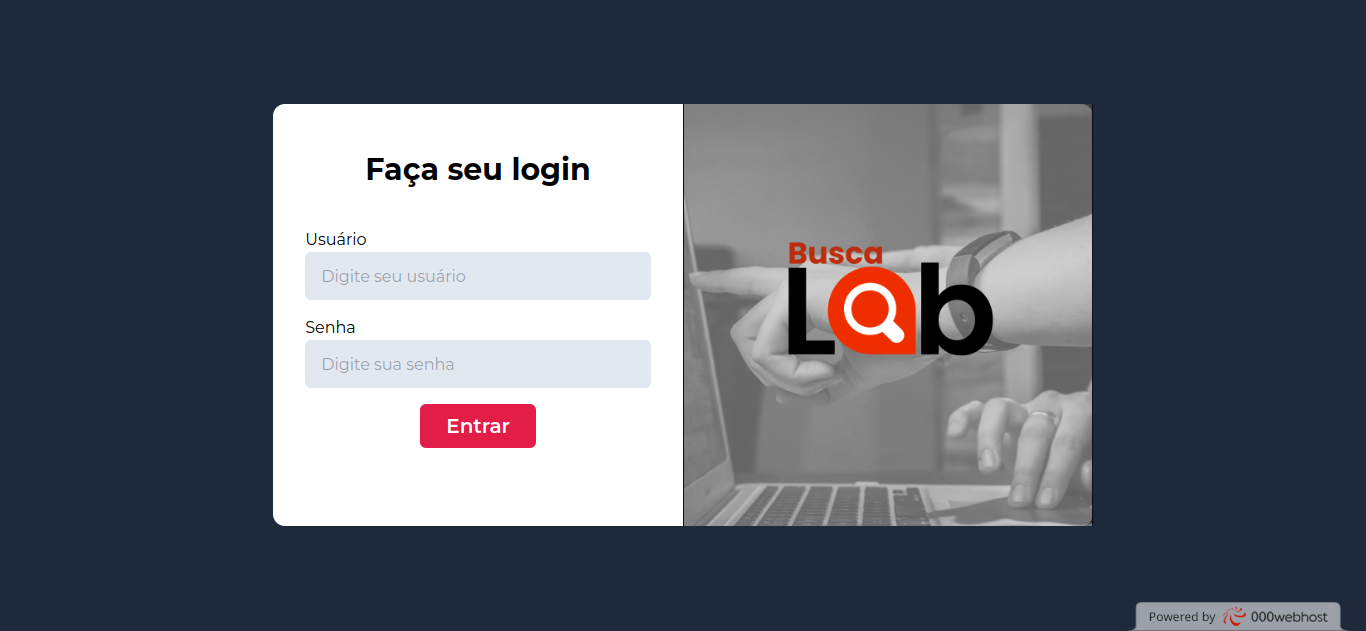 Faça seu login
Usuário
Digite seu usuário
Senha
Digite sua senha
Entrar
Busca
Lab
Powered by 000webhost